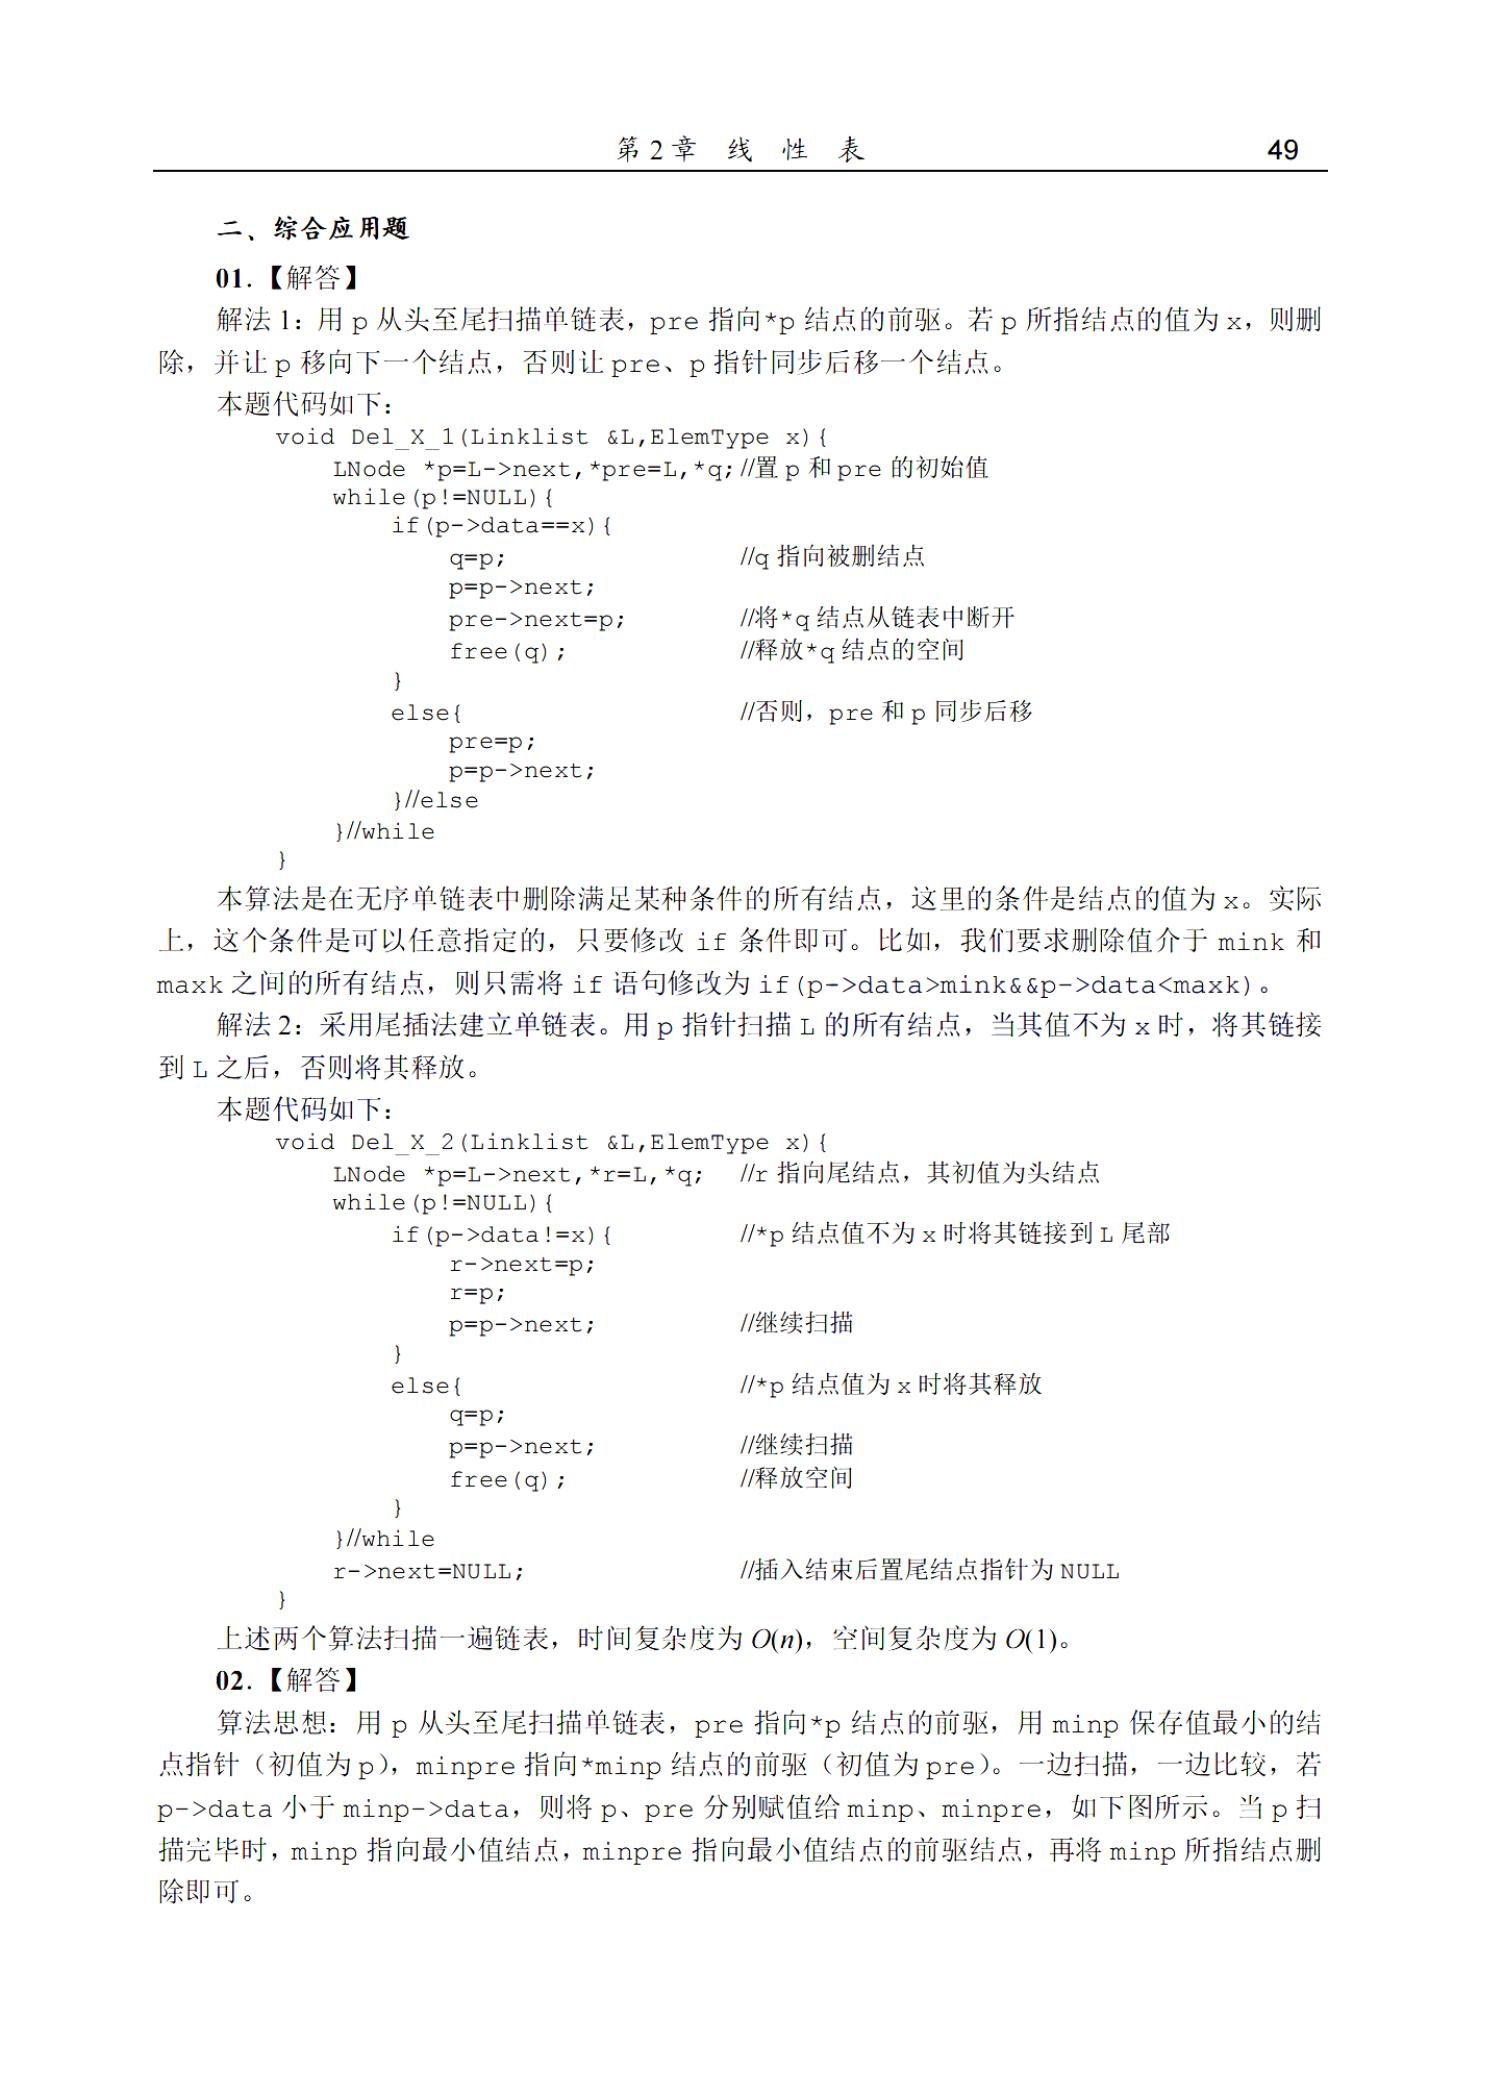 第 2 章 线 性 表 49
二、综合应用题
01.【解答】
解法 1：用 p 从头至尾扫描单链表，pre 指向*p 结点的前驱。若 p 所指结点的值为 x，则删
除，并让 p 移向下一个结点，否则让 pre、p 指针同步后移一个结点。
本题代码如下：
void Del_X_1(Linklist &L,ElemType x){
LNode *p=L->next,*pre=L,*q;//置 p 和 pre 的初始值
while(p!=NULL){
if(p->data==x){
q=p; //q 指向被删结点
p=p->next;
pre->next=p; //将*q 结点从链表中断开
free(q); //释放*q 结点的空间
}
else{ //否则，pre 和 p 同步后移
pre=p;
p=p->next;
}//else
}//while
}
本算法是在无序单链表中删除满足某种条件的所有结点，这里的条件是结点的值为 x。实际
上，这个条件是可以任意指定的，只要修改 if 条件即可。比如，我们要求删除值介于 mink 和
maxk 之间的所有结点，则只需将 if 语句修改为 if(p->data>mink&&p->data<maxk)。
解法 2：采用尾插法建立单链表。用 p 指针扫描 L 的所有结点，当其值不为 x 时，将其链接
到 L 之后，否则将其释放。
本题代码如下：
void Del_X_2(Linklist &L,ElemType x){
LNode *p=L->next,*r=L,*q; //r 指向尾结点，其初值为头结点
while(p!=NULL){
if(p->data!=x){ //*p 结点值不为 x 时将其链接到 L 尾部
r->next=p;
r=p;
p=p->next; //继续扫描
}
else{ //*p 结点值为 x 时将其释放
q=p;
p=p->next; //继续扫描
free(q); //释放空间
}
}//while
r->next=NULL; //插入结束后置尾结点指针为 NULL
}
上述两个算法扫描一遍链表，时间复杂度为 O(n)，空间复杂度为 O(1)。
02.【解答】
算法思想：用 p 从头至尾扫描单链表，pre 指向*p 结点的前驱，用 minp 保存值最小的结
点指针（初值为 p），minpre 指向*minp 结点的前驱（初值为 pre）。一边扫描，一边比较，若
p->data 小于 minp->data，则将 p、pre 分别赋值给 minp、minpre，如下图所示。当 p 扫
描完毕时，minp 指向最小值结点，minpre 指向最小值结点的前驱结点，再将 minp 所指结点删
除即可。